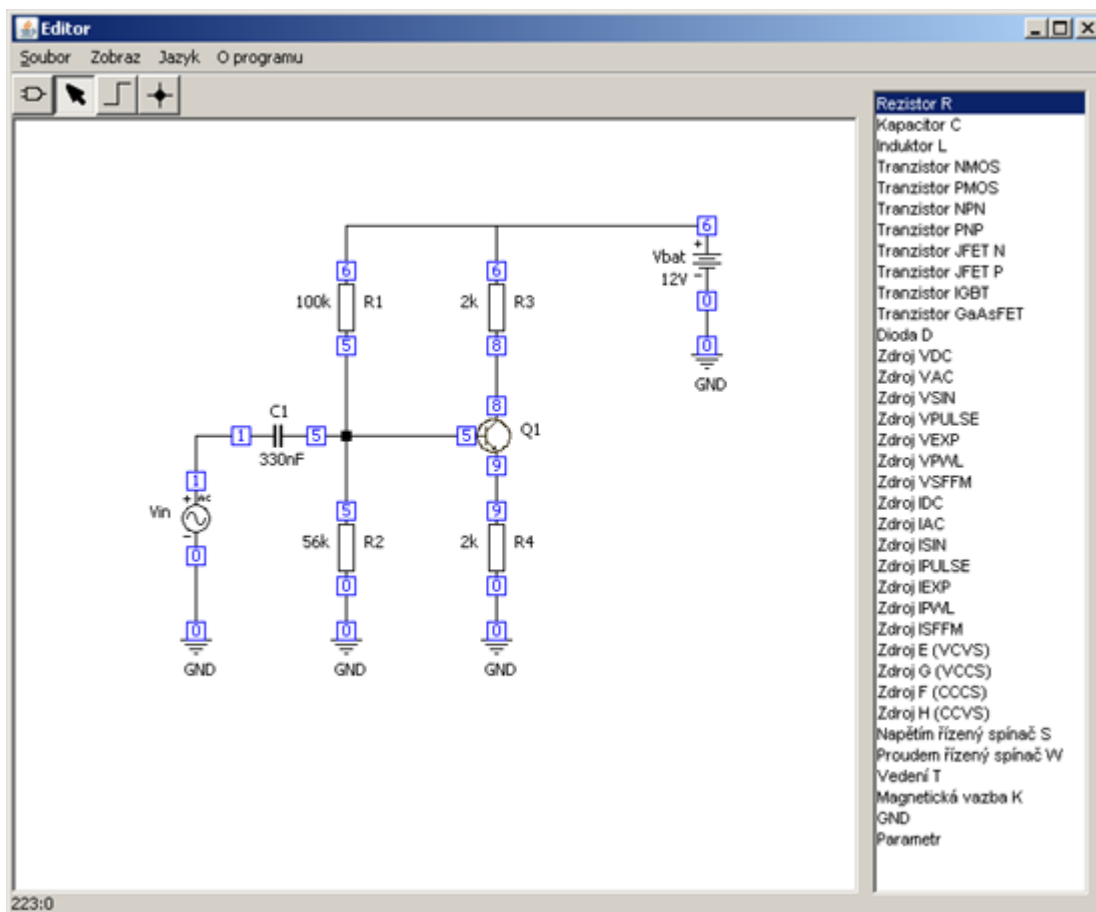 Editor
Soubor Zobraz Jazyk O programu
Rezistor R
Kapacitor C
Induktor L
Tranzistor NMOS
Tranzistor PMOS
Tranzistor NPN
Tranzistor PNP
Tranzistor JFET N
Tranzistor JFET P
Tranzistor IGBT
Tranzistor GaAsFET
Dioda D
Zdroj VDC
Zdroj VAC
Zdroj VSIN
Zdroj VPULSE
Zdroj VEXP
Zdroj VPWL
Zdroj VSFFM
Zdroj IDC
Zdroj IAC
Zdroj ISIN
Zdroj IPULSE
Zdroj IEXP
Zdroj IPWL
Zdroj ISFFM
Zdroj E (VCVS)
Zdroj G (VCCS)
Zdroj F (CCCS)
Zdroj H (CCVS)
Napětím řízený spínač S
Proudem řízený spínač W
Vedení T
Magnetická vazba K
GND
Parametr
6
Vbat +
12V -
6 6
100k R1 2k R3
0
5 8
0
GND
8
C1
1 5 5 Q1
330nF
9
1
+ AC
Vin
-
5 9
56k R2 2k R4
0
0 0
0 0 0
GND GND GND
223:0